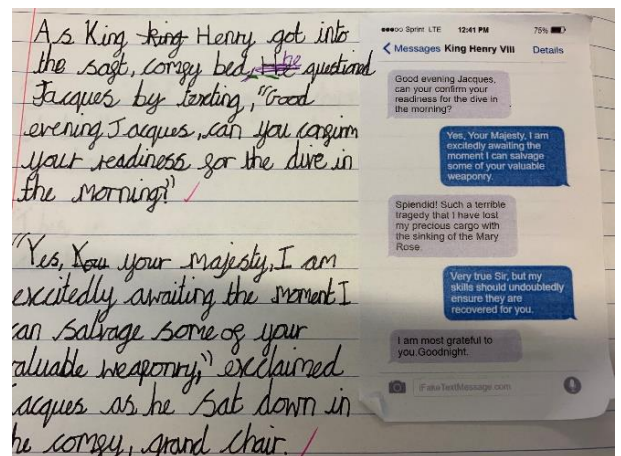 As King king Henry got into
the soft, comfy bed, he questioned
Jacques by texting, "Good
evening Jacques, can you confirm
your readiness for the dive in
the morning?"
"Yes, You your majesty, I am
excitedly awaiting the moment I
can salvage some of your
valuable weaponry," exclaimed
Jacques as he sat down in
the comfy, grand chair.
Sprint LTE 12:41 PM 75%
Messages King Henry VIII Details
Good evening Jacques,
can your confirm your
readiness for the dive in
the morning?
Yes, Your Majesty, I am
excitedly awaiting the
moment I can salvage
some of your valuable
weaponry.
Splendid! Such a terrible
tragedy that I have lost
my precious cargo with
the sinking of the Mary
Rose.
Very true Sir, but my
skills should undoubtedly
ensure they are
recovered for you.
I am most grateful to
you.Goodnight.
iFakeTextMessage.com